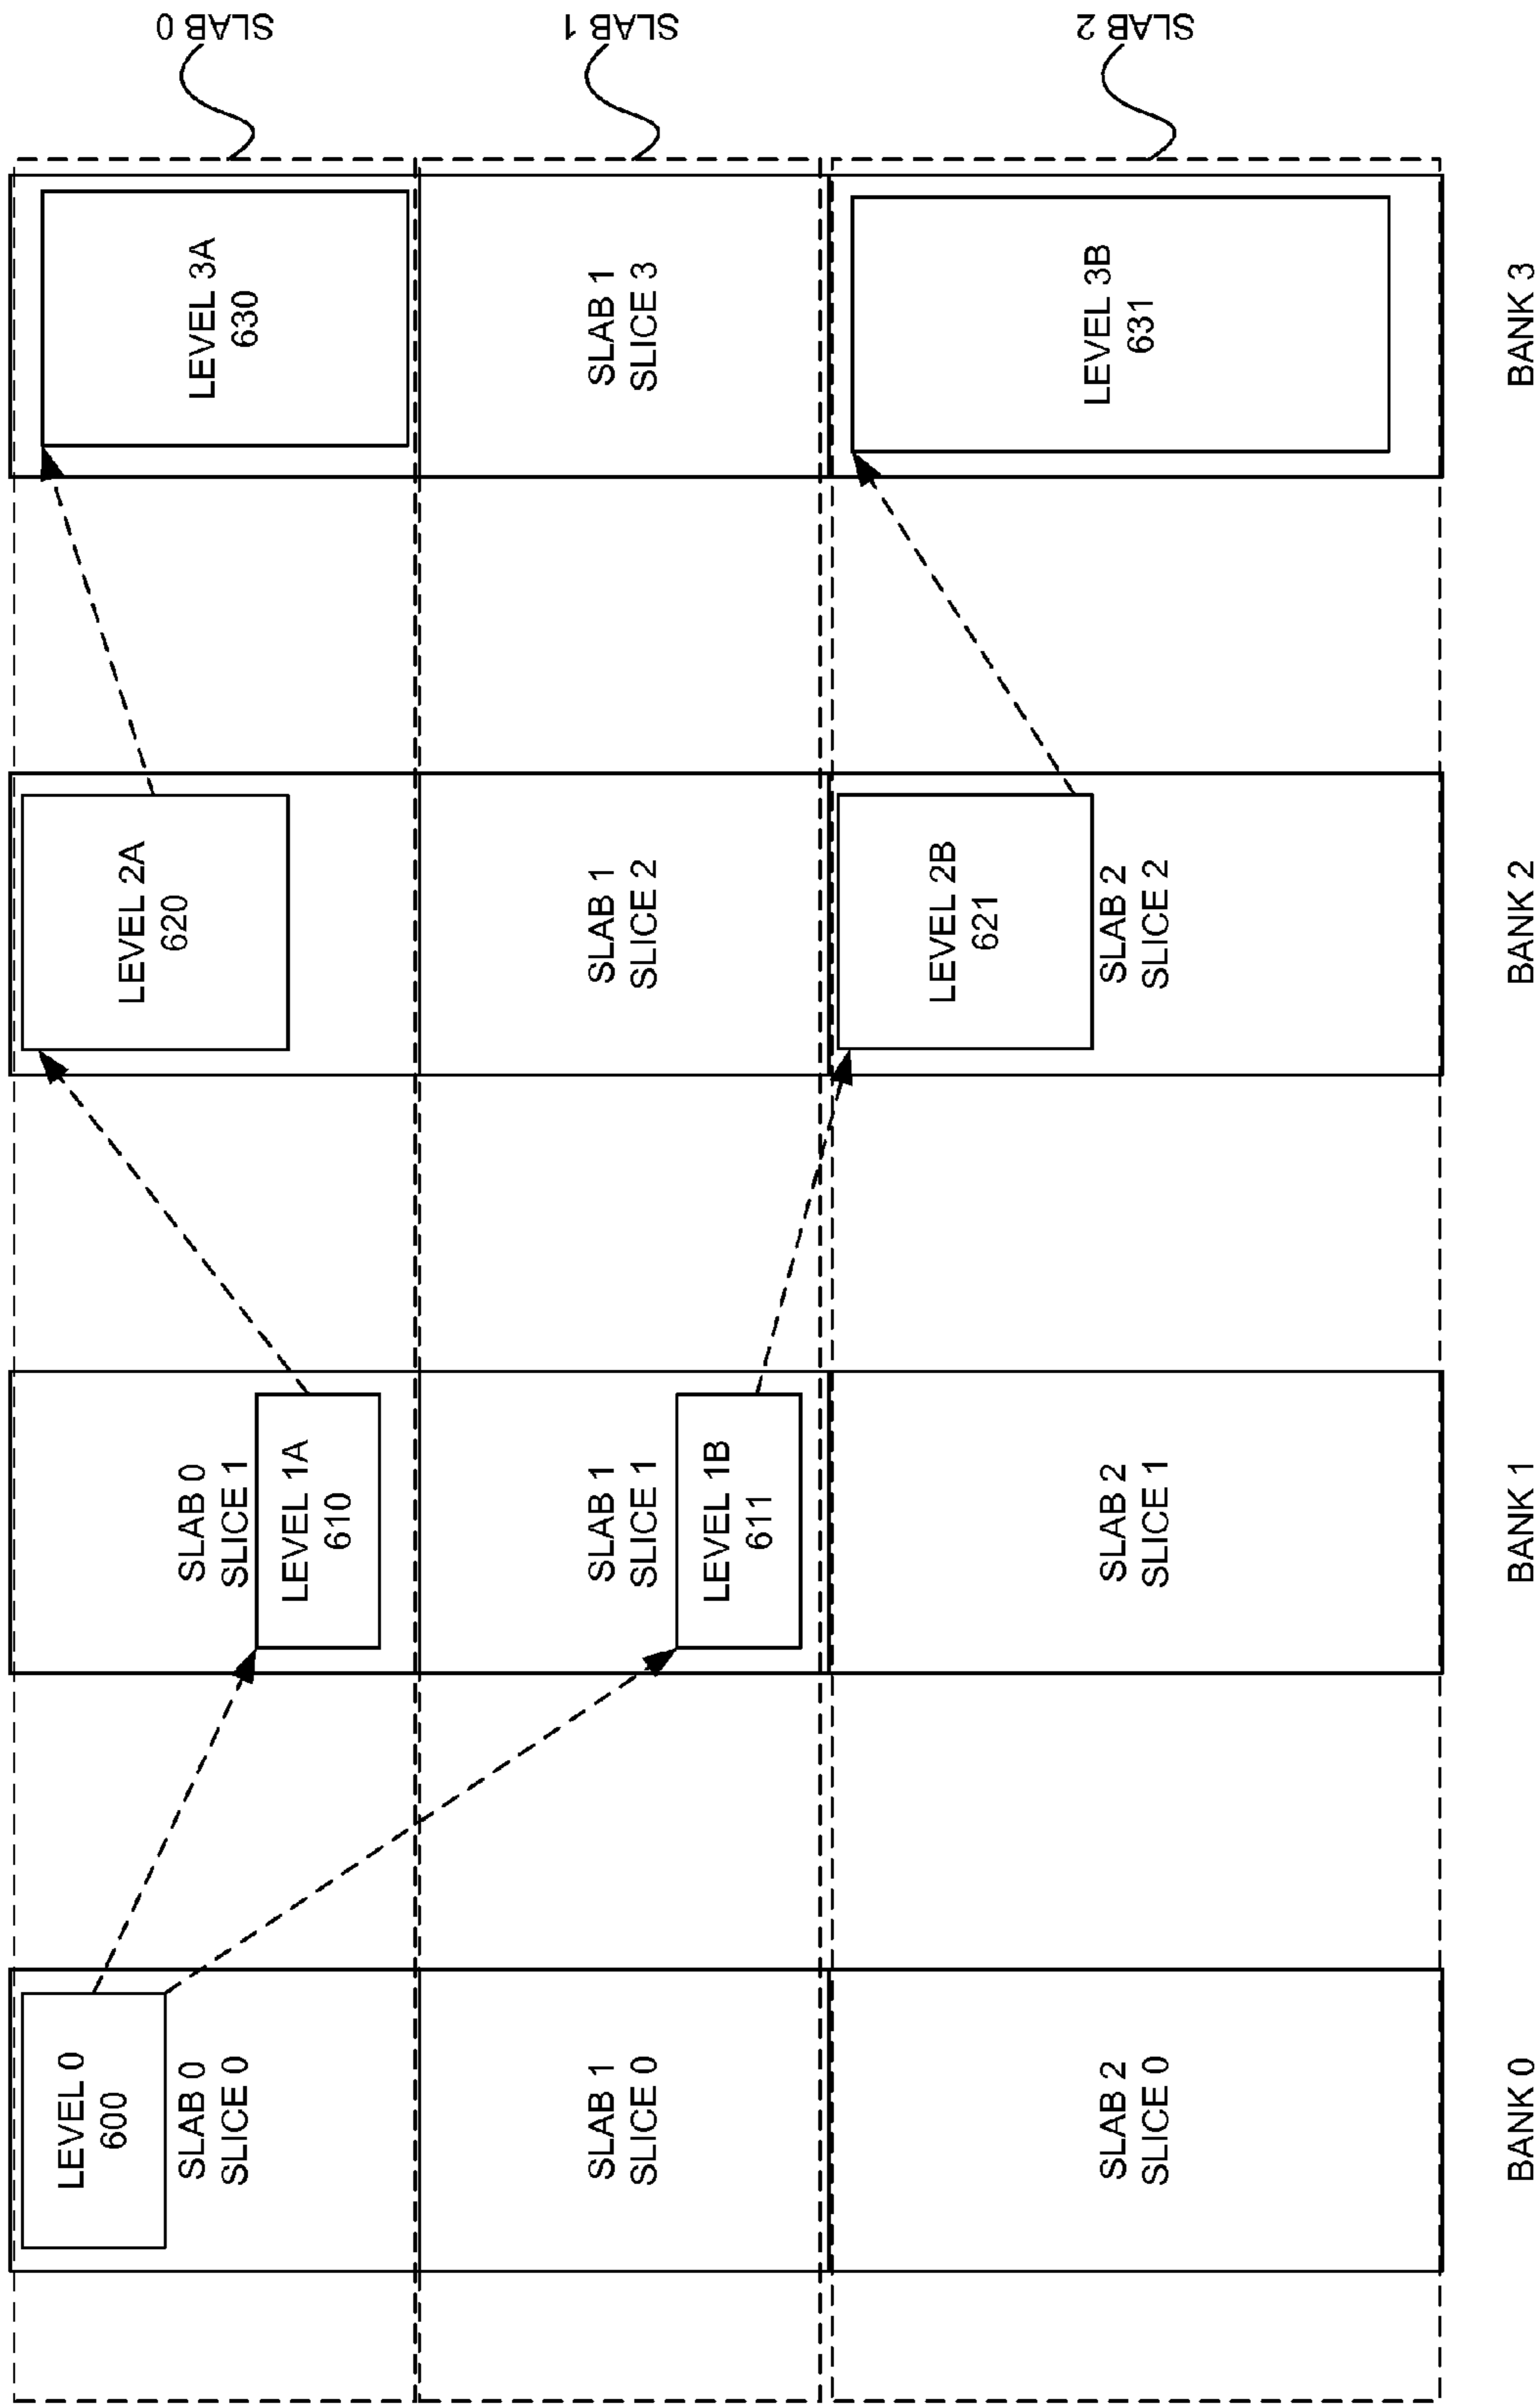 LEVEL 0
600
SLAB 0
SLICE 0
SLAB 1
SLICE 0
SLAB 2
SLICE 0
BANK 0
SLAB 0
SLICE 1
LEVEL 1A
610
SLAB 1
SLICE 1
LEVEL 1B
611
SLAB 2
SLICE 1
BANK 1
LEVEL 2A
620
SLAB 1
SLICE 2
LEVEL 2B
621
SLAB 2
SLICE 2
BANK 2
LEVEL 3A
630
SLAB 1
SLICE 3
LEVEL 3B
631
BANK 3
SLAB 0
SLAB 1
SLAB 2